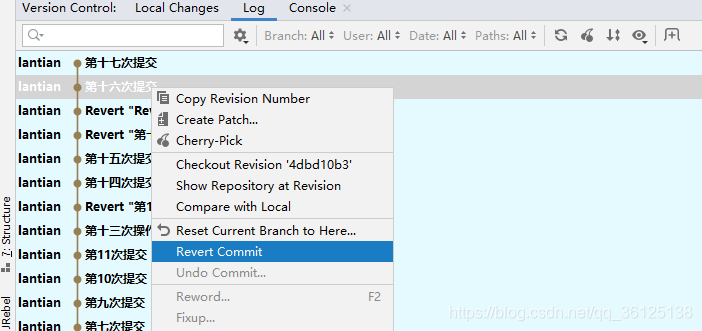 Version Control: Local Changes Log Console
Branch: All User: All Date: All Paths: All
lantian 第十七次提交
lantian 第十六次提交
lantian Revert "Rev
lantian Revert "第一
lantian 第十五次提交
lantian 第十四次提交
lantian Revert "第1
lantian 第十三次操作
lantian 第11次提交
lantian 第10次提交
lantian 第九次提交
lantian 第七次提交
Copy Revision Number
Create Patch...
Cherry-Pick
Checkout Revision '4dbd10b3'
Show Repository at Revision
Compare with Local
Reset Current Branch to Here...
Revert Commit
Undo Commit...
Reword... F2
Fixup...
7: Structure
JRebel
https://blog.csdn.net/qq_36125138